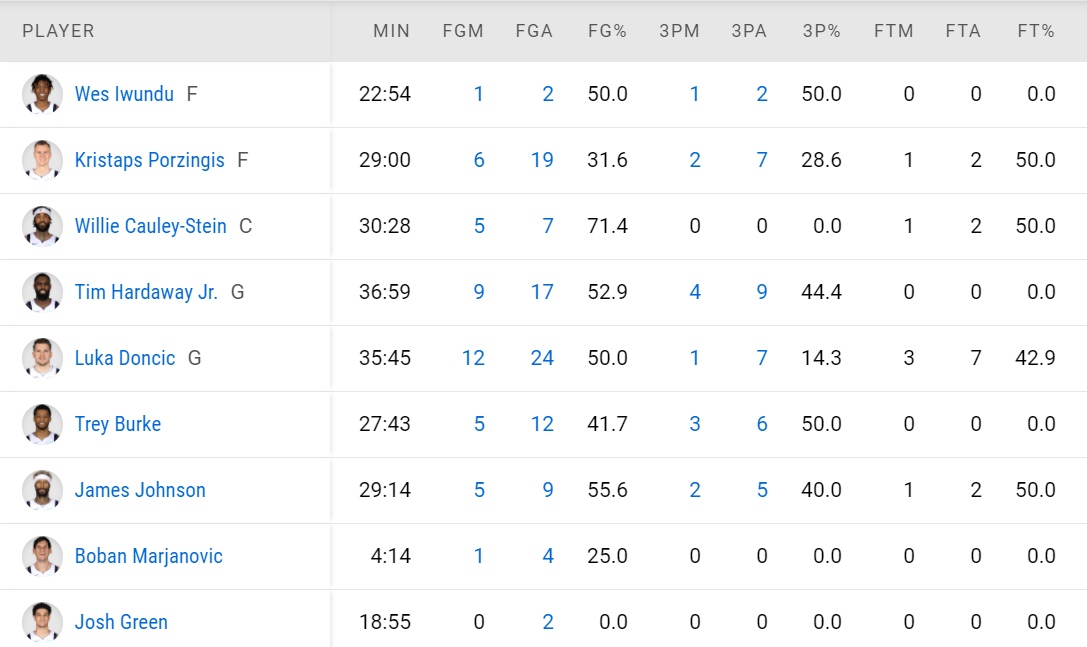 PLAYER MIN FGM FGA FG% 3PM 3PA 3P% FTM FTA FT%
Wes Iwundu F 22:54 1 2 50.0 1 2 50.0 0 0 0.0
Kristaps Porzingis F 29:00 6 19 31.6 2 7 28.6 1 2 50.0
Willie Cauley-Stein C 30:28 5 7 71.4 0 0 0.0 1 2 50.0
Tim Hardaway Jr. G 36:59 9 17 52.9 4 9 44.4 0 0 0.0
Luka Doncic G 35:45 12 24 50.0 1 7 14.3 3 7 42.9
Trey Burke 27:43 5 12 41.7 3 6 50.0 0 0 0.0
James Johnson 29:14 5 9 55.6 2 5 40.0 1 2 50.0
Boban Marjanovic 4:14 1 4 25.0 0 0 0.0 0 0 0.0
Josh Green 18:55 0 2 0.0 0 0 0.0 0 0 0.0